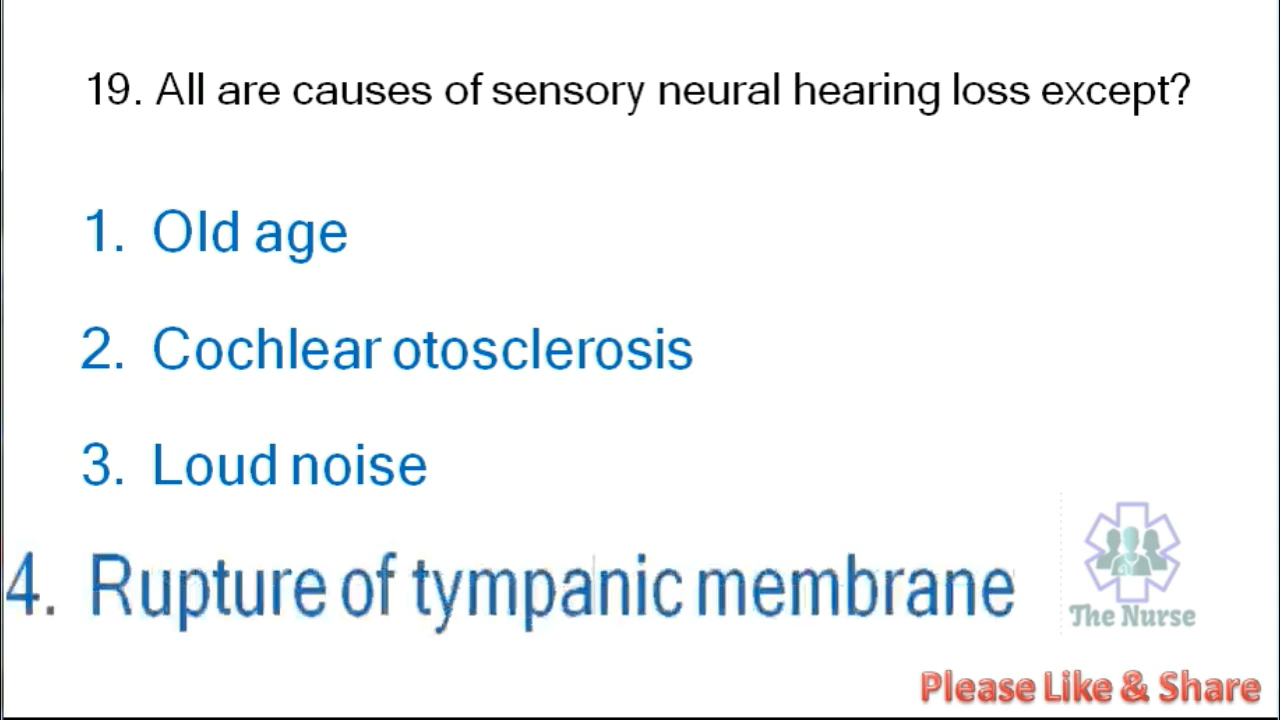 19. All are causes of sensory neural hearing loss except?
1. Old age
2. Cochlear otosclerosis
3. Loud noise
4. Rupture of tympanic membrane
The Nurse
Please Like & Share